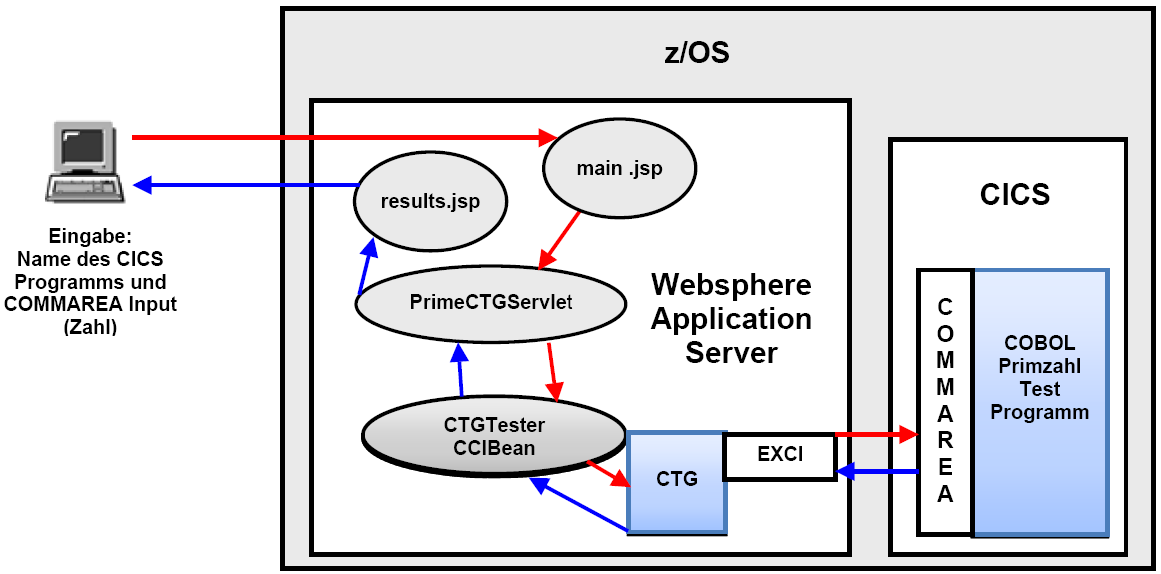 z/OS
main .jsp
results.jsp
CICS
Eingabe:
Name des CICS
Programms und
COMMAREA Input
(Zahl)
PrimeCTGServlet
Websphere
Application
Server
C
O
M
M
A
R
E
A
COBOL
Primzahl
Test
Programm
CTGTester
CCIBean
EXCI
CTG